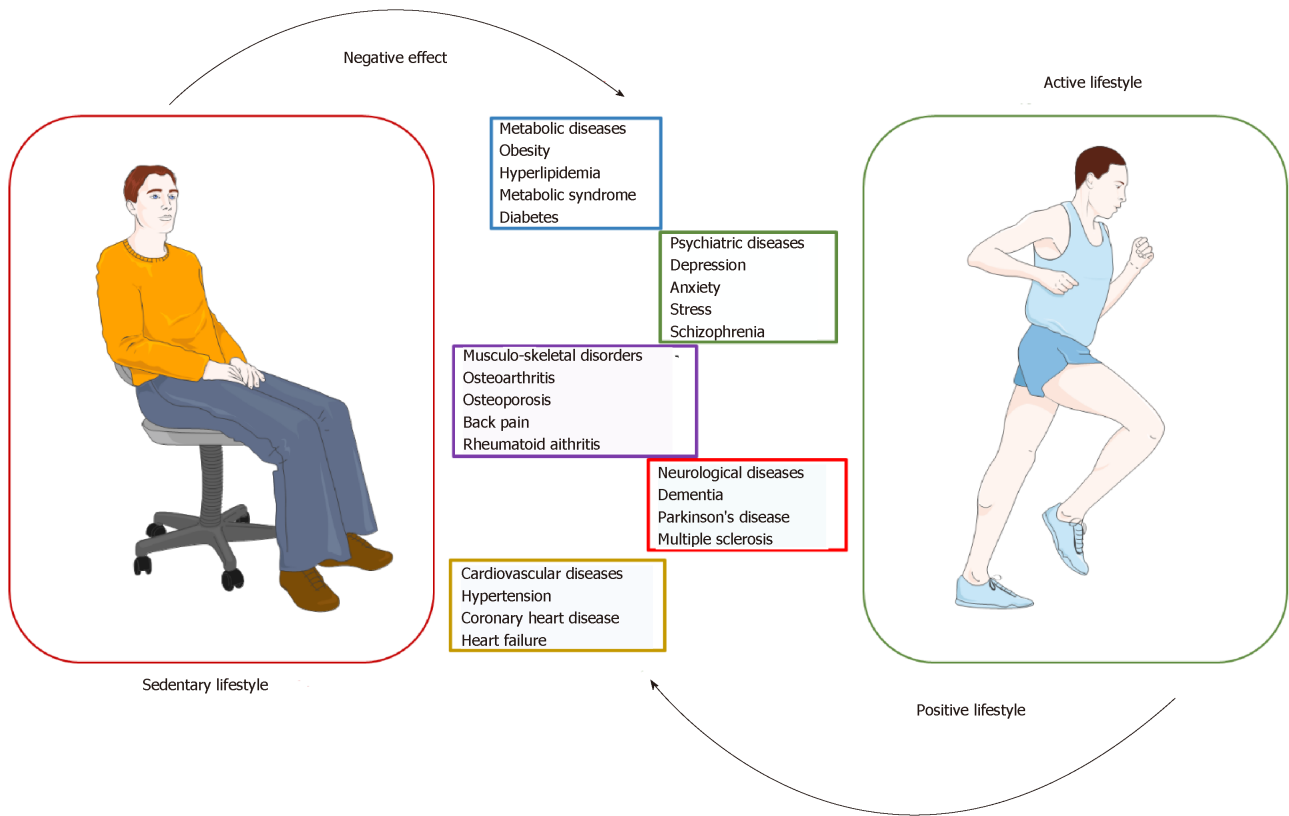 Negative effect
Active lifestyle
Metabolic diseases
Obesity
Hyperlipidemia
Metabolic syndrome
Diabetes
Psychiatric diseases
Depression
Anxiety
Stress
Schizophrenia
Musculo-skeletal disorders
Osteoarthritis
Osteoporosis
Back pain
Rheumatoid aithritis
Neurological diseases
Dementia
Parkinson's disease
Multiple sclerosis
Cardiovascular diseases
Hypertension
Coronary heart disease
Heart failure
Sedentary lifestyle
Positive lifestyle